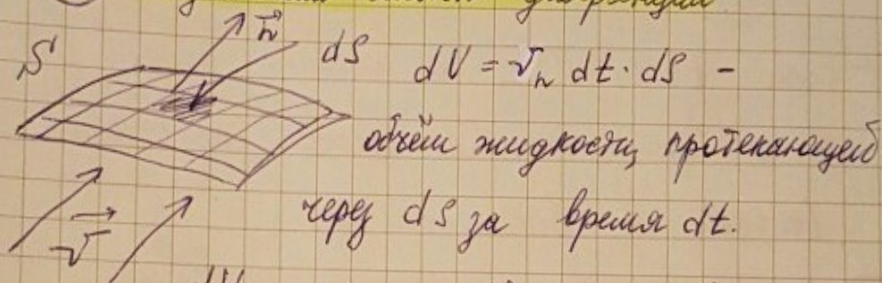 S
n
dS
dV = vₙ dt · dS –
объём жидкости, протекающей
через dS за время dt.
v